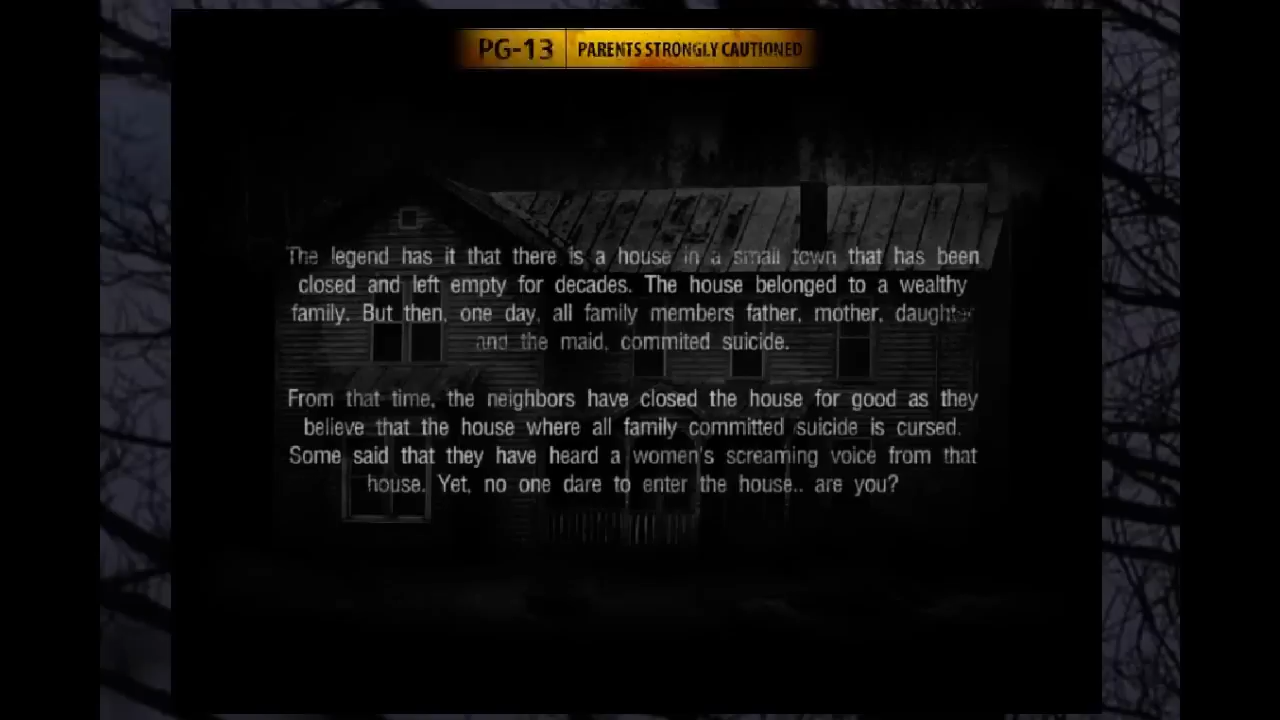 PG-13 PARENTS STRONGLY CAUTIONED
The legend has it that there is a house in a small town that has been
closed and left empty for decades. The house belonged to a wealthy
family. But then, one day, all family members father, mother, daughter
and the maid, commited suicide.
From that time, the neighbors have closed the house for good as they
believe that the house where all family committed suicide is cursed.
Some said that they have heard a women's screaming voice from that
house. Yet, no one dare to enter the house.. are you?